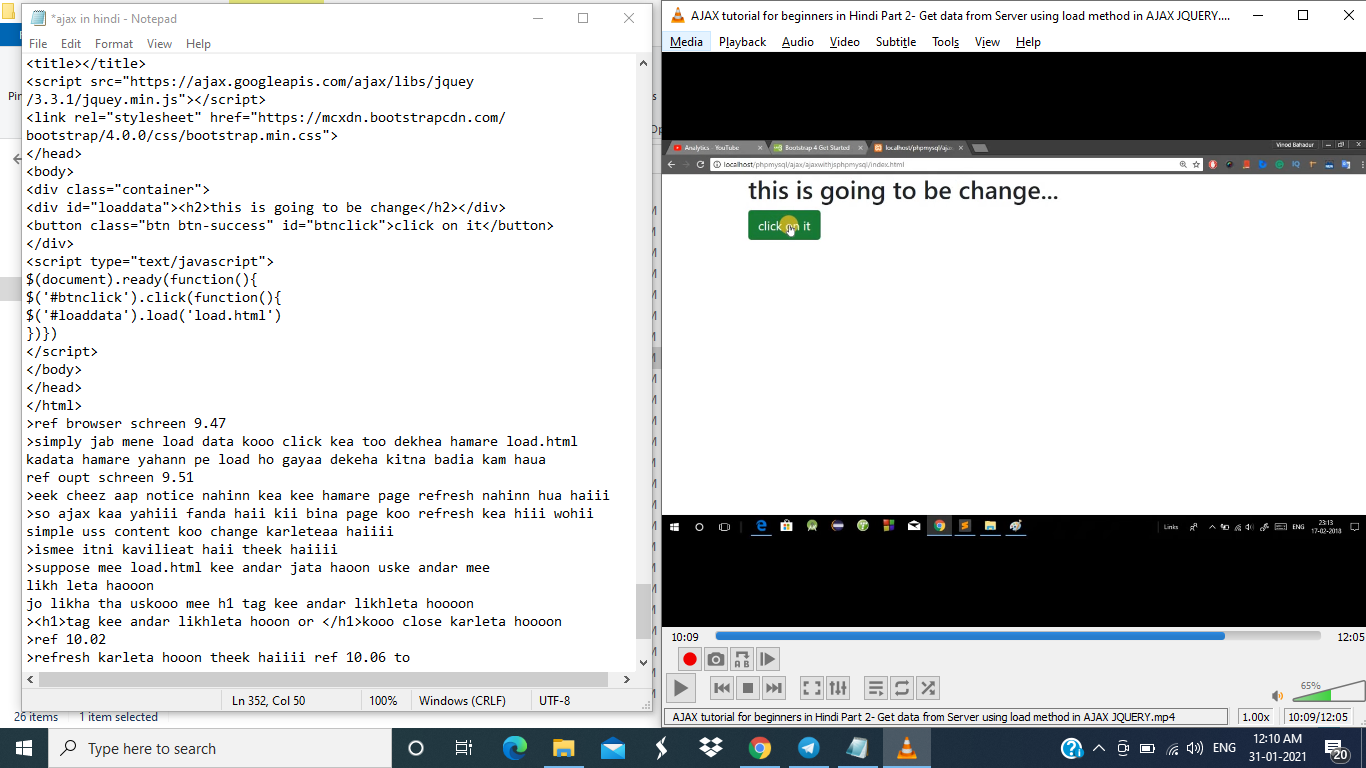 *ajax in hindi - Notepad
File Edit Format View Help
<title></title>
<script src="https://ajax.googleapis.com/ajax/libs/jquey
/3.3.1/jquey.min.js"></script>
<link rel="stylesheet" href="https://mcxdn.bootstrapcdn.com/
bootstrap/4.0.0/css/bootstrap.min.css">
</head>
<body>
<div class="container">
<div id="loaddata"><h2>this is going to be change</h2></div>
<button class="btn btn-success" id="btnclick">click on it</button>
</div>
<script type="text/javascript">
$(document).ready(function(){
$('#btnclick').click(function(){
$('#loaddata').load('load.html')
})})
</script>
</body>
</head>
</html>
>ref browser schreen 9.47
>simply jab mene load data kooo click kea too dekhea hamare load.html
kadata hamare yahann pe load ho gayaa dekeha kitna badia kam haua
ref oupt schreen 9.51
>eek cheez aap notice nahinn kea kee hamare page refresh nahinn hua haiii
>so ajax kaa yahiii fanda haii kii bina page koo refresh kea hiii wohii
simple uss content koo change karleteaa haiiii
>ismee itni kavilieat haii theek haiiii
>suppose mee load.html kee andar jata haoon uske andar mee
likh leta haooon
jo likha tha uskooo mee h1 tag kee andar likhleta hoooon
><h1>tag kee andar likhleta hooon or </h1>kooo close karleta hoooon
>ref 10.02
>refresh karleta hooon theek haiiii ref 10.06 to
Ln 352, Col 50 100% Windows (CRLF) UTF-8
26 items 1 item selected
AJAX tutorial for beginners in Hindi Part 2- Get data from Server using load method in AJAX JQUERY....
Media Playback Audio Video Subtitle Tools View Help
Analytics - YouTube Bootstrap 4 Get Started localhost/phpmysql/ajax Vinod Bahadur
localhost/phpmysql/ajax/ajaxwithjsphpmysql/index.html
this is going to be change...
click on it
Links ENG 23:13
17-02-2018
10:09 12:05
65%
AJAX tutorial for beginners in Hindi Part 2- Get data from Server using load method in AJAX JQUERY.mp4 1.00x 10:09/12:05
Type here to search
ENG 12:10 AM
31-01-2021
20